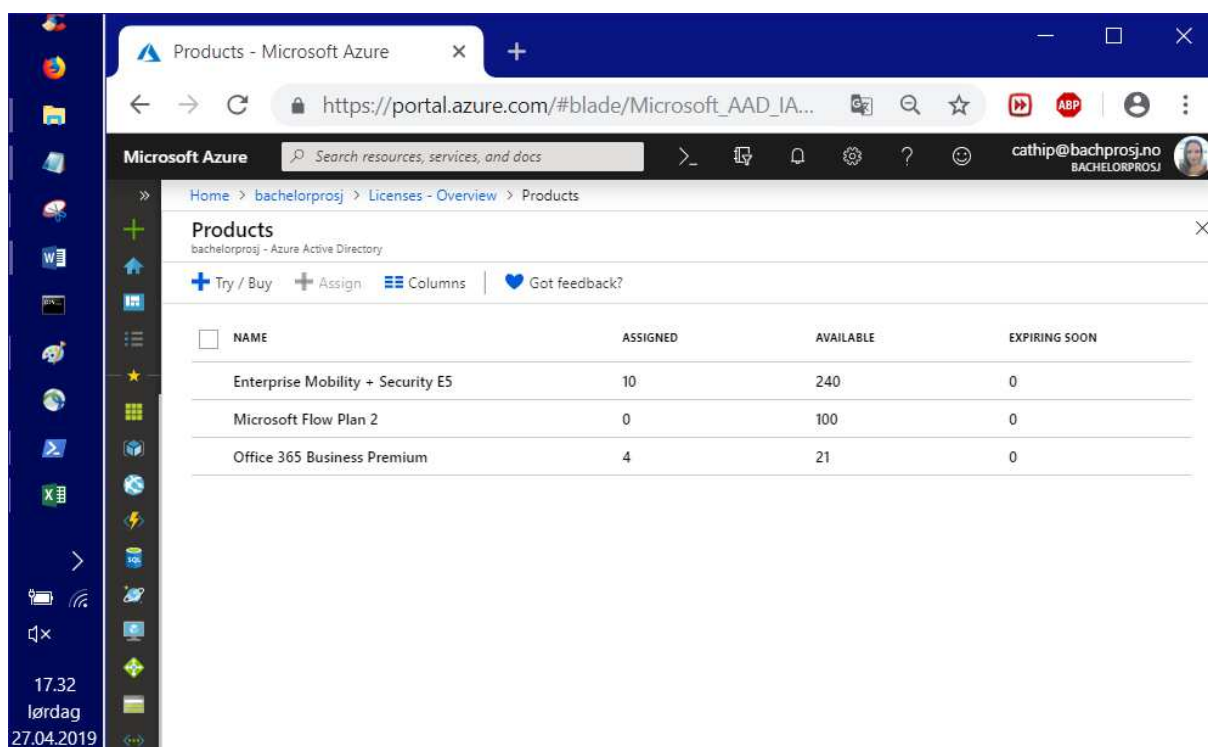 Products - Microsoft Azure
https://portal.azure.com/#blade/Microsoft_AAD_IA...
ABP
Microsoft Azure
Search resources, services, and docs
cathip@bachprosj.no
BACHELORPROSJ
Home > bachelorprosj > Licenses - Overview > Products
Products
bachelorprosj - Azure Active Directory
Try / Buy Assign Columns Got feedback?
NAME ASSIGNED AVAILABLE EXPIRING SOON
Enterprise Mobility + Security E5 10 240 0
Microsoft Flow Plan 2 0 100 0
Office 365 Business Premium 4 21 0
SQL
17.32
lørdag
27.04.2019